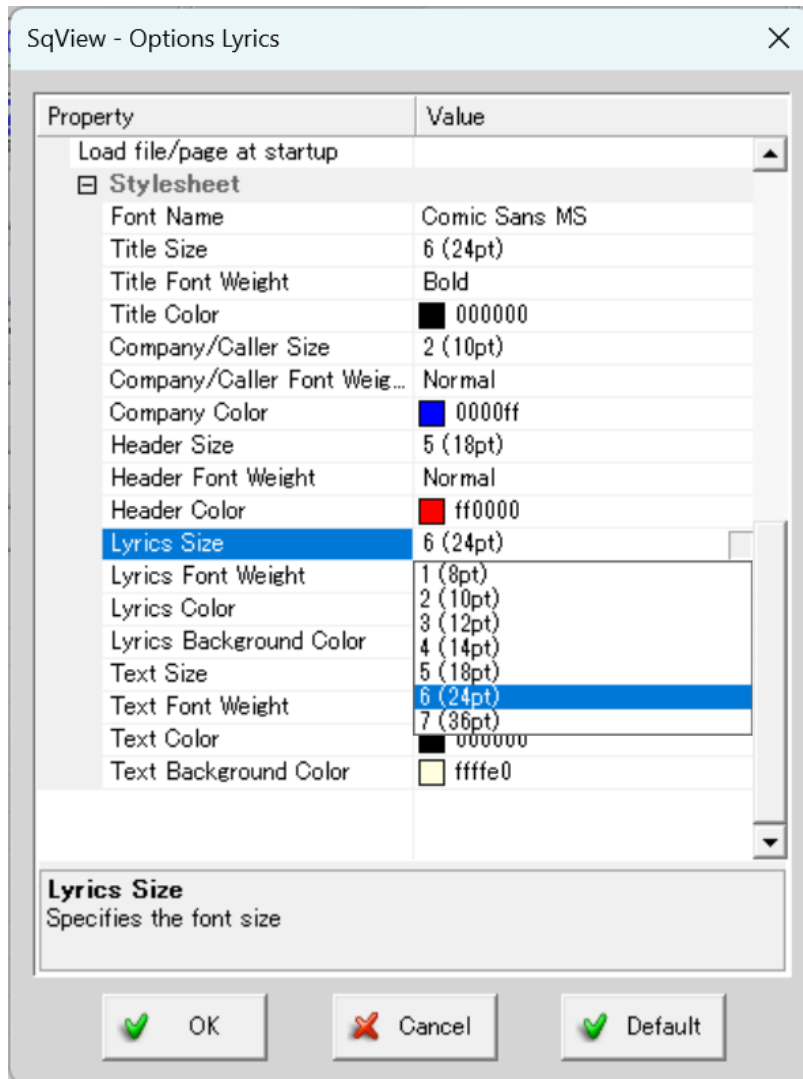 SqView - Options Lyrics
Property Value
Load file/page at startup
Stylesheet
Font Name Comic Sans MS
Title Size 6 (24pt)
Title Font Weight Bold
Title Color 000000
Company/Caller Size 2 (10pt)
Company/Caller Font Weig... Normal
Company Color 0000ff
Header Size 5 (18pt)
Header Font Weight Normal
Header Color ff0000
Lyrics Size 6 (24pt)
Lyrics Font Weight 1 (8pt)
2 (10pt)
Lyrics Color 3 (12pt)
Lyrics Background Color 4 (14pt)
Text Size 5 (18pt)
Text Font Weight 6 (24pt)
7 (36pt)
Text Color 000000
Text Background Color ffffe0
Lyrics Size
Specifies the font size
OK Cancel Default